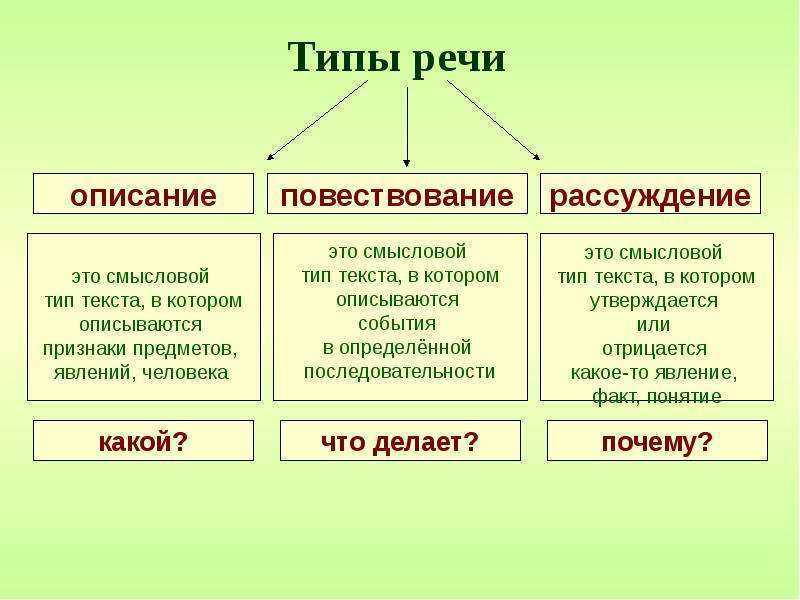 Типы речи
описание
повествование
рассуждение
это смысловой
тип текста, в котором
описываются
признаки предметов,
явлений, человека
это смысловой
тип текста, в котором
описываются
события
в определённой
последовательности
это смысловой
тип текста, в котором
утверждается
или
отрицается
какое-то явление,
факт, понятие
какой?
что делает?
почему?